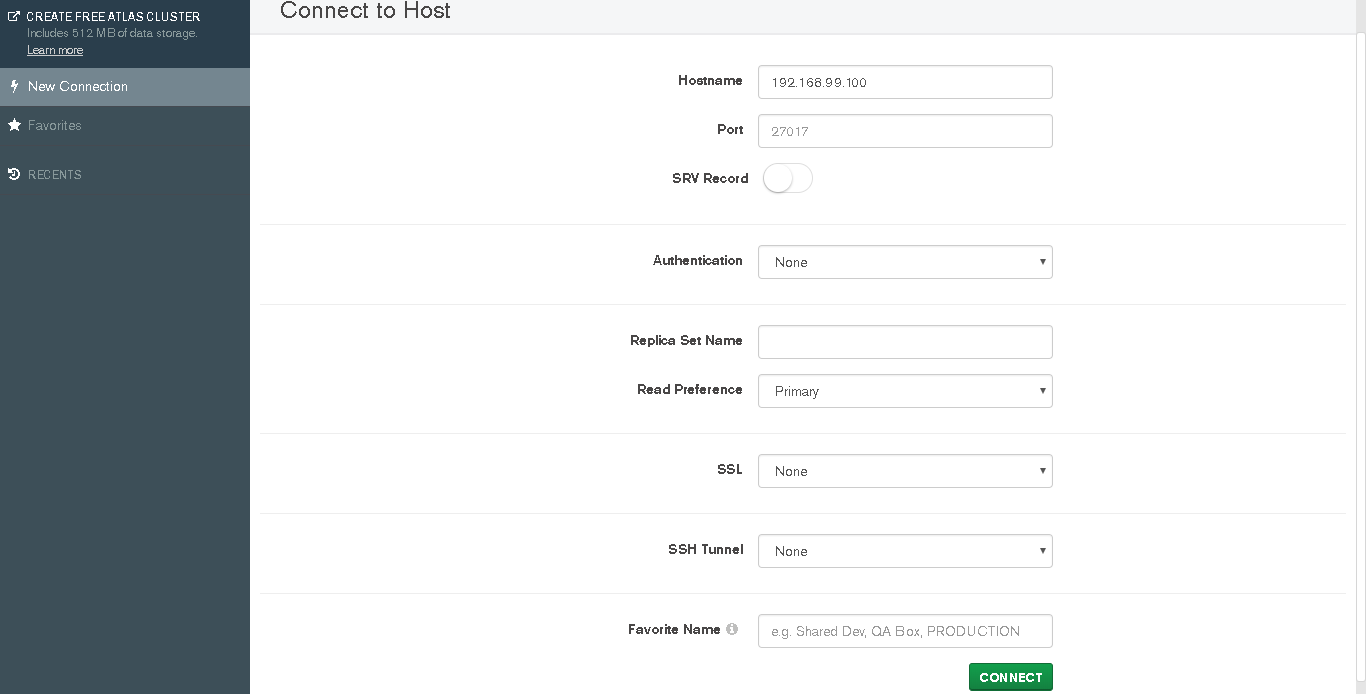 CREATE FREE ATLAS CLUSTER
Includes 512 MB of data storage.
Learn more
New Connection
Favorites
RECENTS
Connect to Host
Hostname 192.168.99.100
Port 27017
SRV Record
Authentication None
Replica Set Name
Read Preference Primary
SSL None
SSH Tunnel None
Favorite Name e.g. Shared Dev, QA Box, PRODUCTION
CONNECT